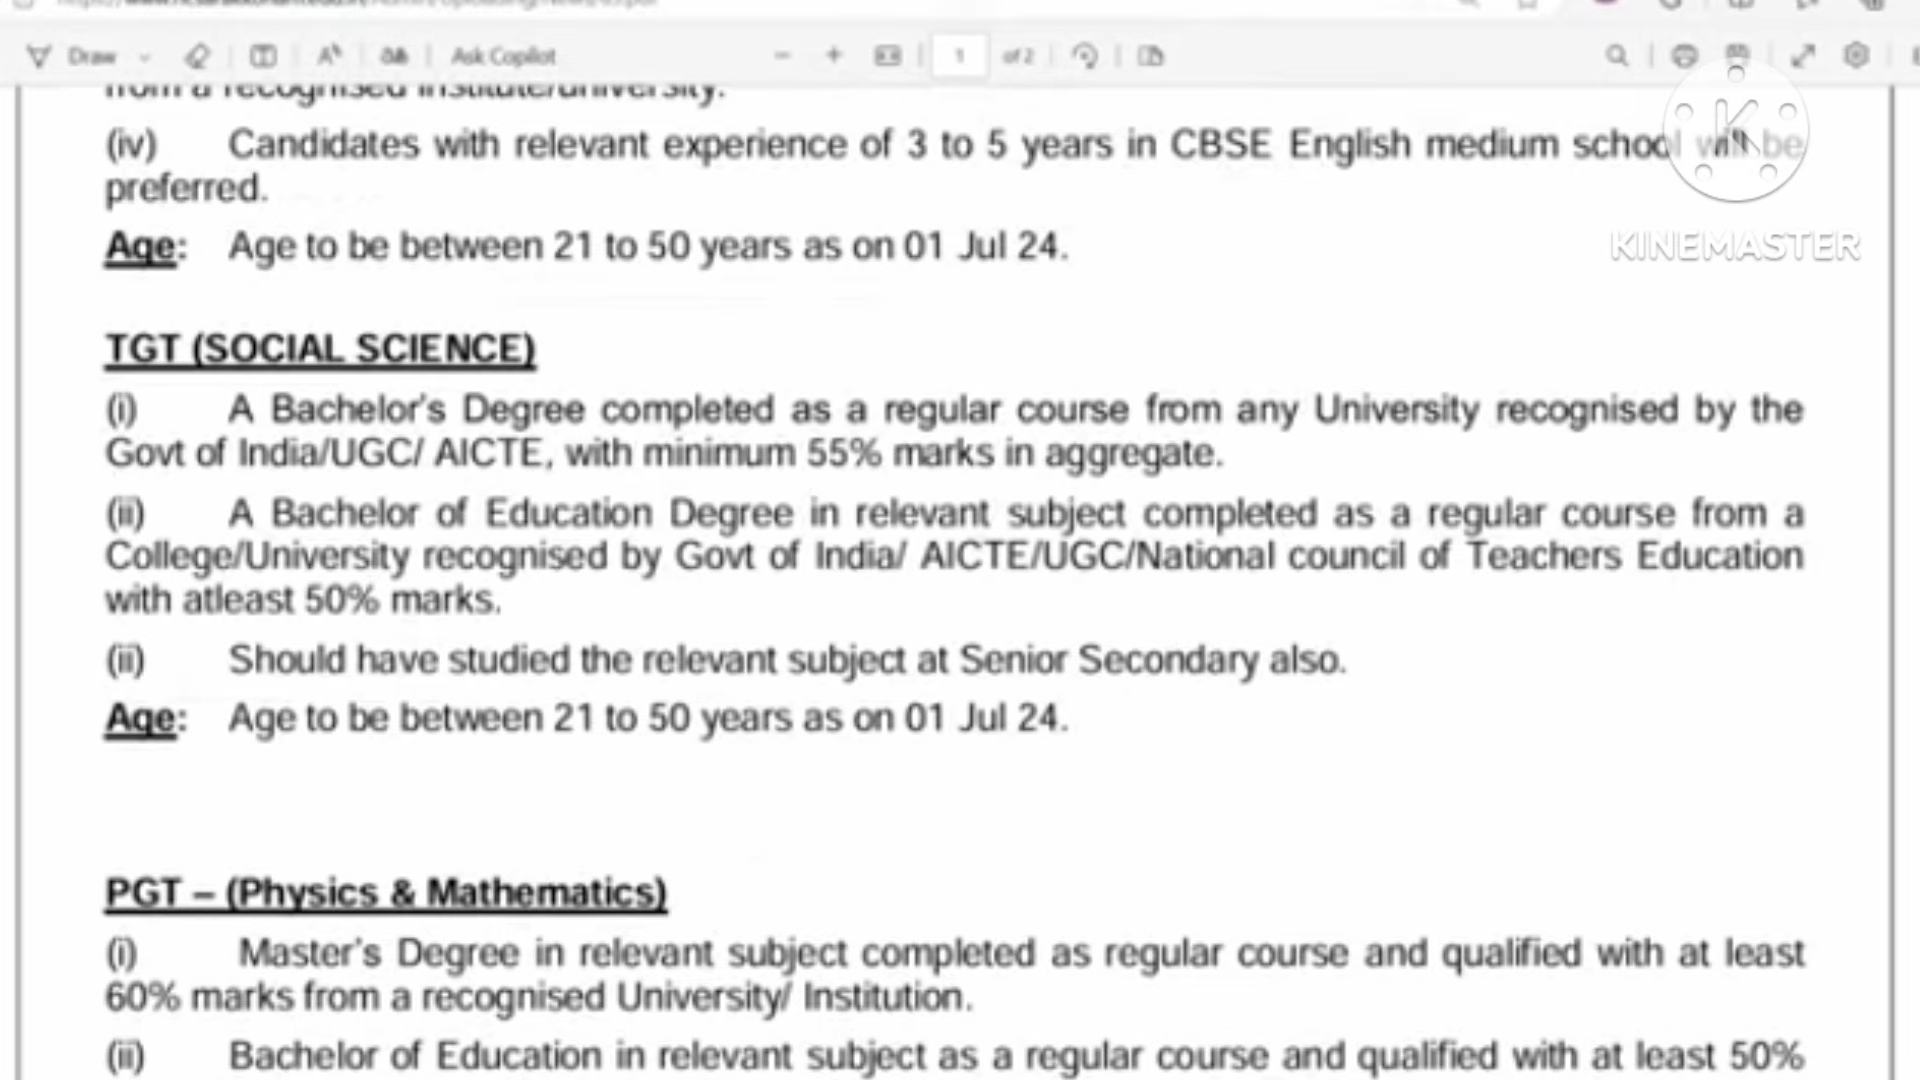 Draw
Ask Copilot
1 of 2
from a recognised institute/university.
(iv) Candidates with relevant experience of 3 to 5 years in CBSE English medium school will be
preferred.
KINEMASTER
Age: Age to be between 21 to 50 years as on 01 Jul 24.
TGT (SOCIAL SCIENCE)
(i) A Bachelor's Degree completed as a regular course from any University recognised by the
Govt of India/UGC/ AICTE, with minimum 55% marks in aggregate.
(ii) A Bachelor of Education Degree in relevant subject completed as a regular course from a
College/University recognised by Govt of India/ AICTE/UGC/National council of Teachers Education
with atleast 50% marks.
(ii) Should have studied the relevant subject at Senior Secondary also.
Age: Age to be between 21 to 50 years as on 01 Jul 24.
PGT – (Physics & Mathematics)
(i) Master's Degree in relevant subject completed as regular course and qualified with at least
60% marks from a recognised University/ Institution.
(ii) Bachelor of Education in relevant subject as a regular course and qualified with at least 50%